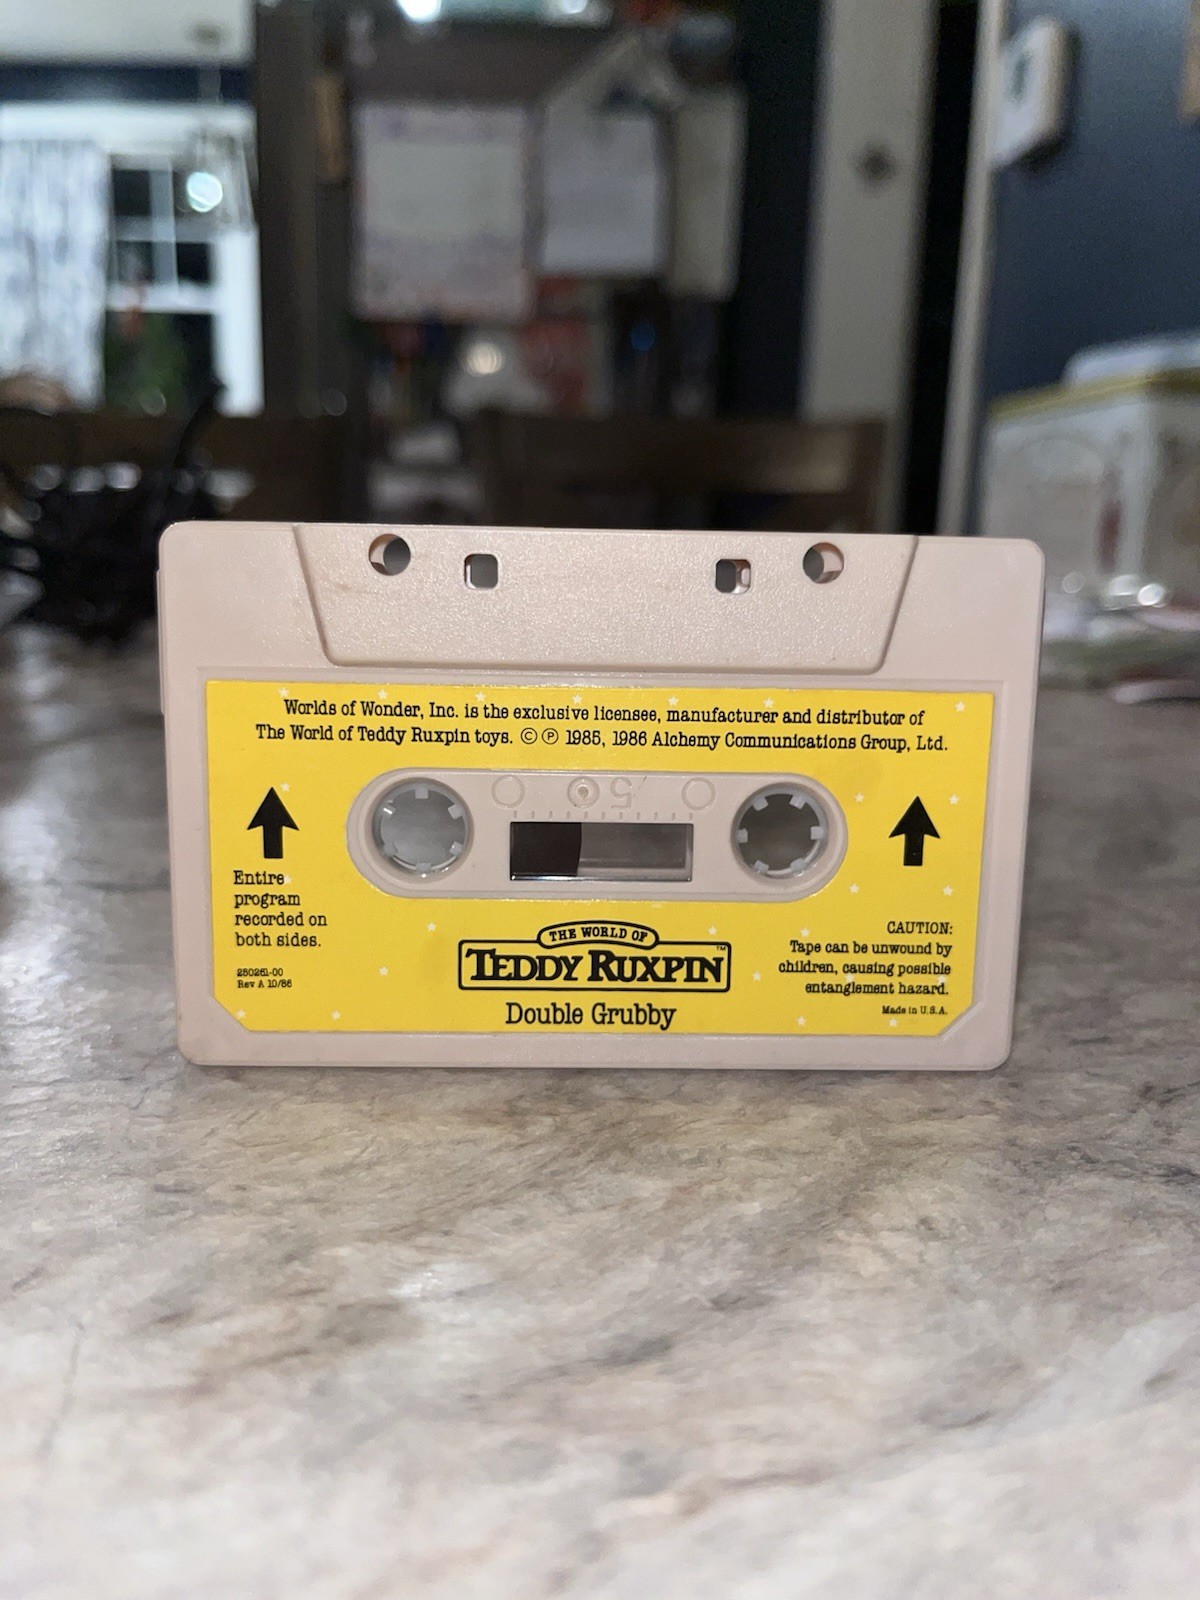 Worlds of Wonder, Inc. is the exclusive licensee, manufacturer and distributor of
The World of Teddy Ruxpin toys. © ℗ 1985, 1986 Alchemy Communications Group, Ltd.
5
Entire
program
recorded on
both sides.
250261-00
Rev A 10/86
THE WORLD OF
TEDDY RUXPIN™
Double Grubby
CAUTION:
Tape can be unwound by
children, causing possible
entanglement hazard.
Made in U.S.A.